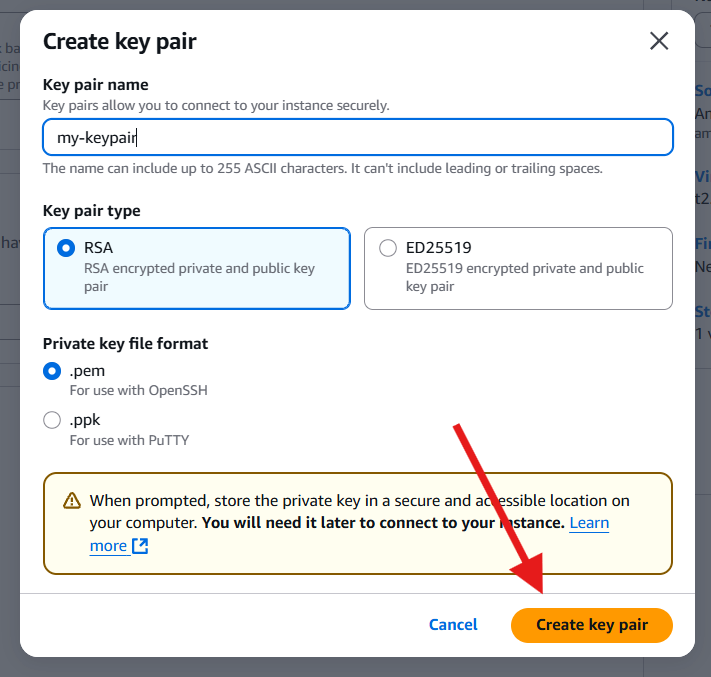 Create key pair
Key pair name
Key pairs allow you to connect to your instance securely.
my-keypair
The name can include up to 255 ASCII characters. It can't include leading or trailing spaces.
Key pair type
RSA
RSA encrypted private and public key
pair
ED25519
ED25519 encrypted private and public
key pair
Private key file format
.pem
For use with OpenSSH
.ppk
For use with PuTTY
When prompted, store the private key in a secure and accessible location on
your computer. You will need it later to connect to your instance. Learn
more
Cancel
Create key pair